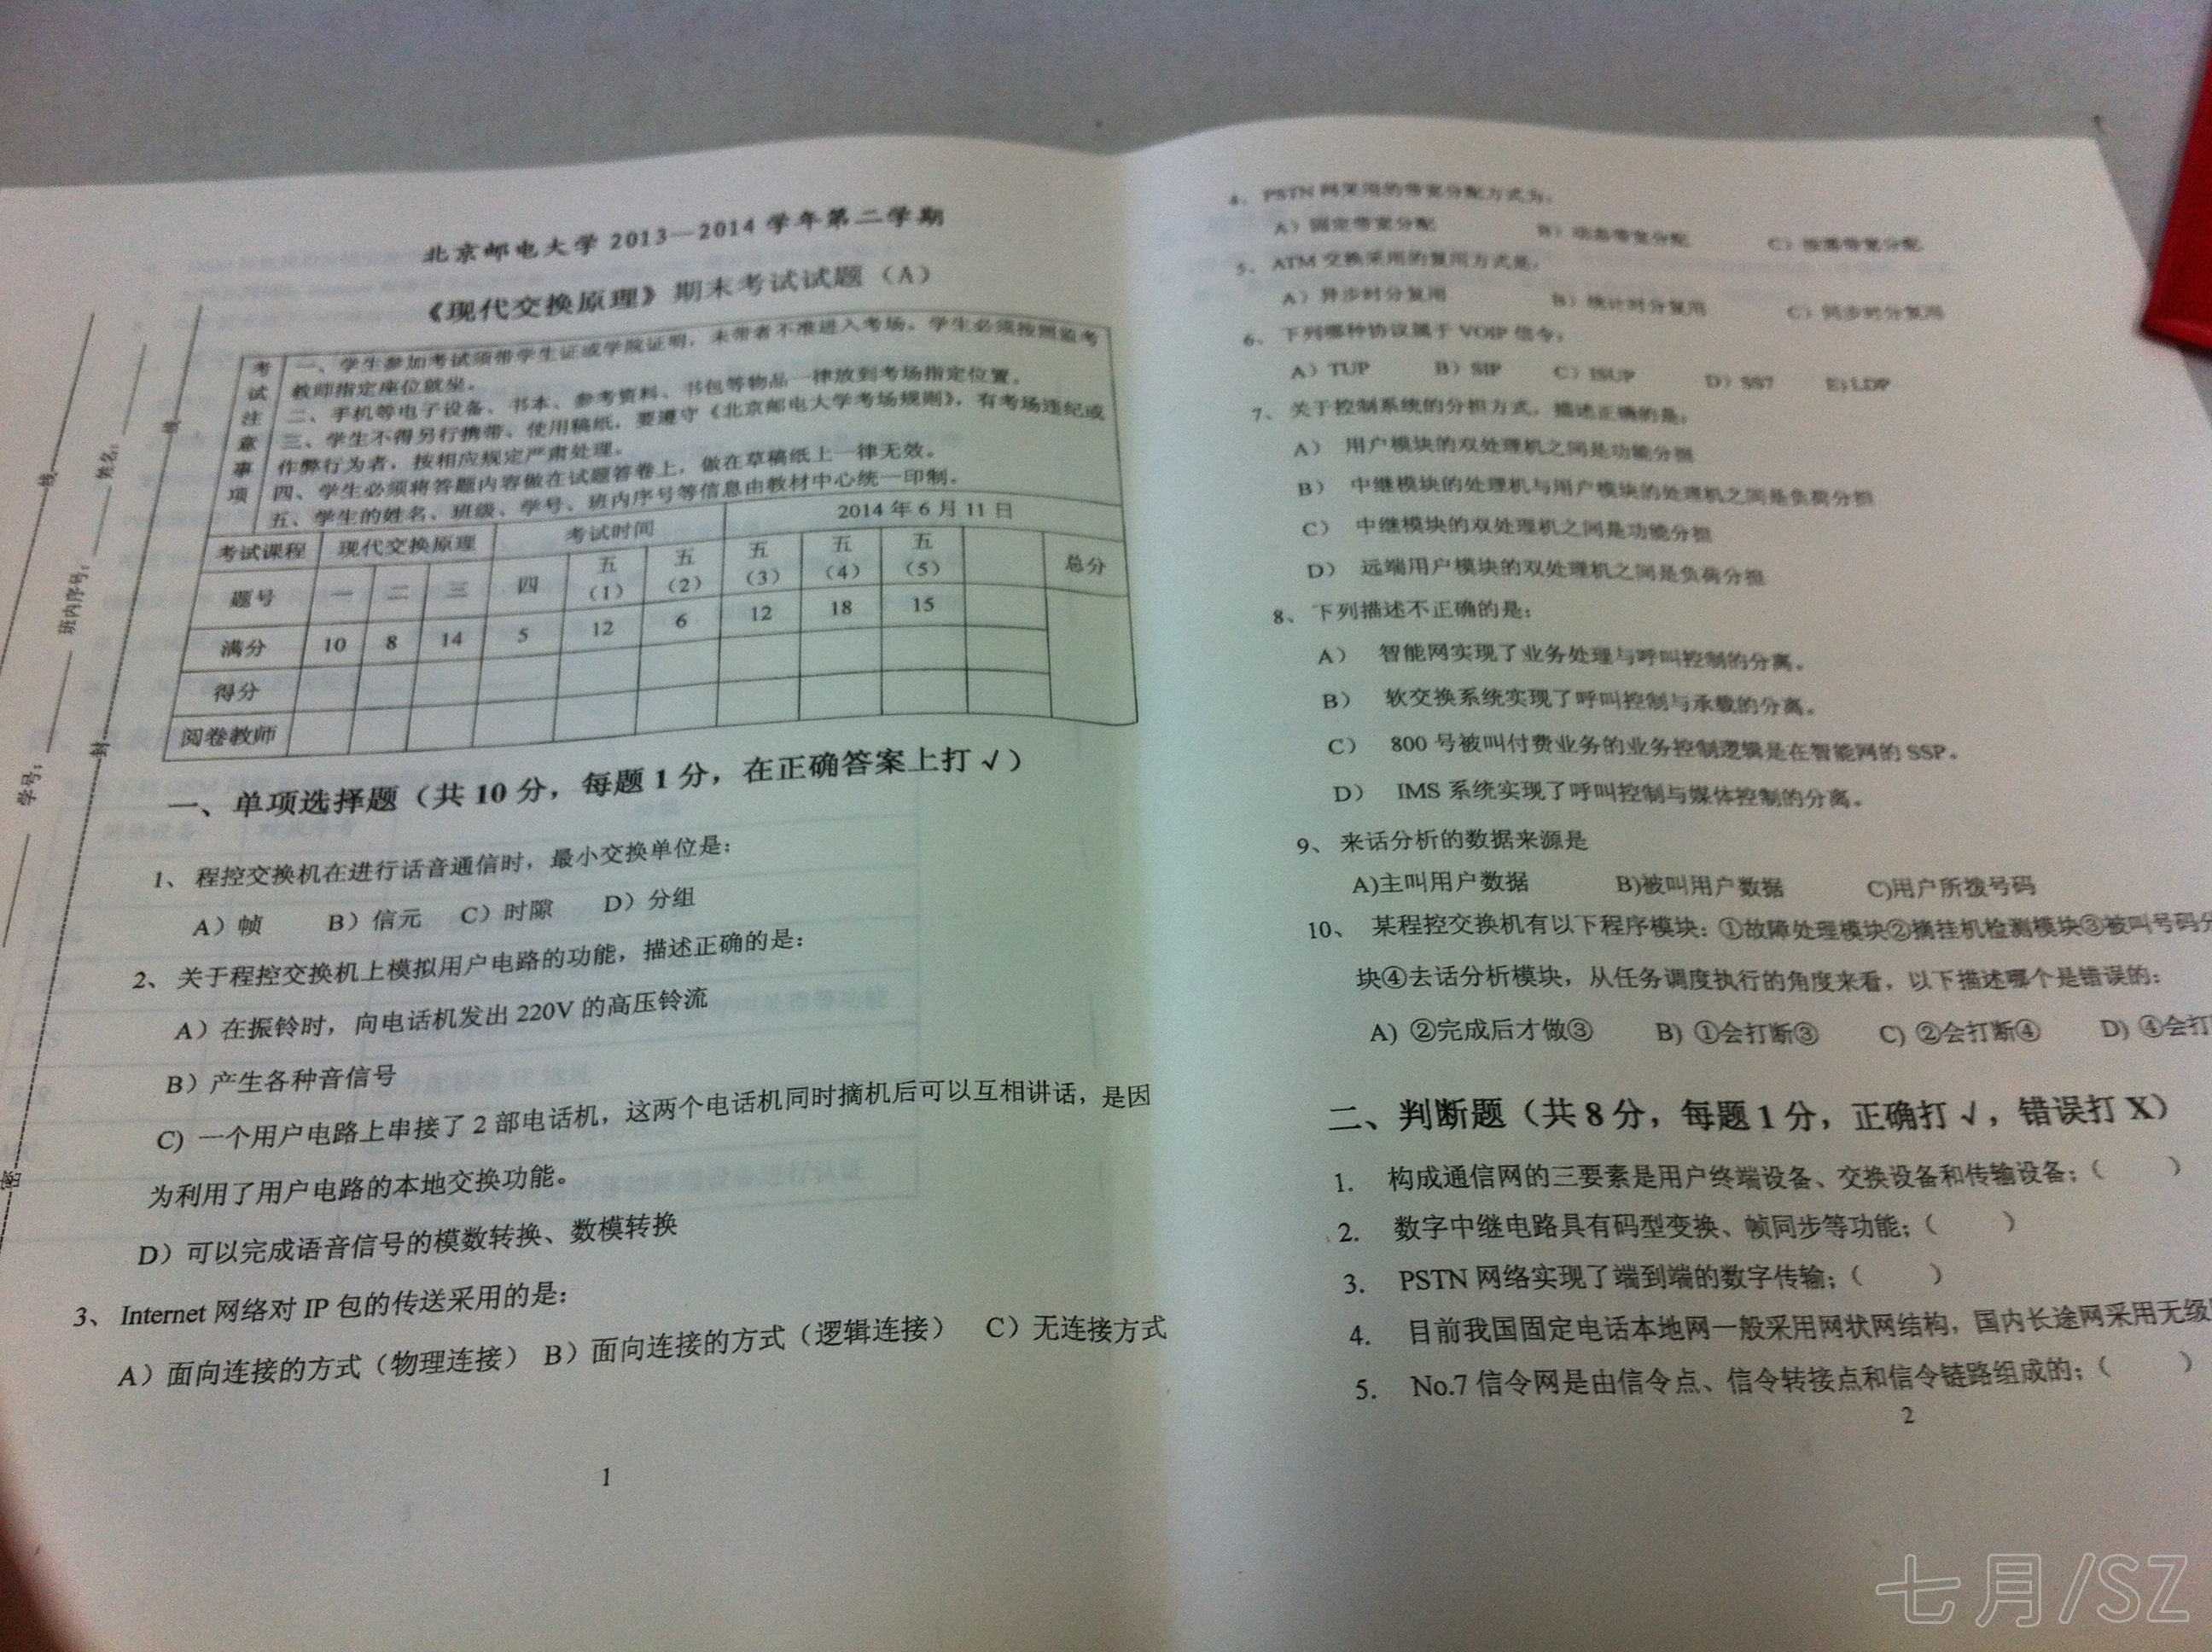 北京邮电大学 2013—2014 学年第二学期
《现代交换原理》期末考试试题（A）
考试注意事项
一、学生参加考试须带学生证或学院证明，未带者不准进入考场。学生必须按照监考
教师指定座位就坐。
二、手机等电子设备、书本、参考资料、书包等物品一律放到考场指定位置。
三、学生不得另行携带、使用稿纸，要遵守《北京邮电大学考场规则》，有考场违纪或
作弊行为者，按相应规定严肃处理。
四、学生必须将答题内容做在试题答卷上，做在草稿纸上一律无效。
五、学生的姓名、班级、学号、班内序号等信息由教材中心统一印制。
考试课程 现代交换原理 考试时间 2014 年 6 月 11 日
题号 一 二 三 四 五（1） 五（2） 五（3） 五（4） 五（5） 总分
满分 10 8 14 5 12 6 12 18 15
得分
阅卷教师
姓名：
班内序号：
学号：
线
封
密
一、单项选择题（共 10 分，每题 1 分，在正确答案上打 √ ）
1、 程控交换机在进行话音通信时，最小交换单位是：
A）帧 B）信元 C）时隙 D）分组
2、 关于程控交换机上模拟用户电路的功能，描述正确的是：
A）在振铃时，向电话机发出 220V 的高压铃流
B）产生各种音信号
C) 一个用户电路上串接了 2 部电话机，这两个电话机同时摘机后可以互相讲话，是因
为利用了用户电路的本地交换功能。
D）可以完成语音信号的模数转换、数模转换
3、 Internet 网络对 IP 包的传送采用的是：
A）面向连接的方式（物理连接） B）面向连接的方式（逻辑连接） C）无连接方式
1
4、 PSTN 网采用的带宽分配方式为：
A）固定带宽分配 B）动态带宽分配 C）按需带宽分配
5、 ATM 交换采用的复用方式是：
A）异步时分复用 B）统计时分复用 C）同步时分复用
6、 下列哪种协议属于 VOIP 信令：
A）TUP B）SIP C）ISUP D）SS7 E) LDP
7、 关于控制系统的分担方式，描述正确的是：
A） 用户模块的双处理机之间是功能分担
B） 中继模块的处理机与用户模块的处理机之间是负荷分担
C） 中继模块的双处理机之间是功能分担
D） 远端用户模块的双处理机之间是负荷分担
8、 下列描述不正确的是：
A） 智能网实现了业务处理与呼叫控制的分离。
B） 软交换系统实现了呼叫控制与承载的分离。
C） 800 号被叫付费业务的业务控制逻辑是在智能网的 SSP。
D） IMS 系统实现了呼叫控制与媒体控制的分离。
9、 来话分析的数据来源是
A)主叫用户数据 B)被叫用户数据 C)用户所拨号码
10、 某程控交换机有以下程序模块：①故障处理模块②摘挂机检测模块③被叫号码分
块④去话分析模块，从任务调度执行的角度来看，以下描述哪个是错误的：
A) ②完成后才做③ B) ①会打断③ C) ②会打断④ D) ④会打
二、判断题（共 8 分，每题 1 分，正确打 √ ，错误打 X）
1. 构成通信网的三要素是用户终端设备、交换设备和传输设备；（ ）
2. 数字中继电路具有码型变换、帧同步等功能；（ ）
3. PSTN 网络实现了端到端的数字传输；（ ）
4. 目前我国固定电话本地网一般采用网状网结构，国内长途网采用无级
5. No.7 信令网是由信令点、信令转接点和信令链路组成的；（ ）
2
七月/SZ